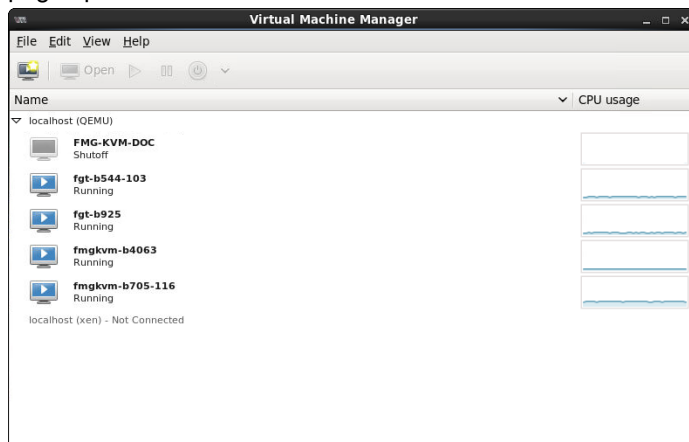 Virtual Machine Manager
File Edit View Help
Open
Name CPU usage
localhost (QEMU)
FMG-KVM-DOC
Shutoff
fgt-b544-103
Running
fgt-b925
Running
fmgkvm-b4063
Running
fmgkvm-b705-116
Running
localhost (xen) - Not Connected